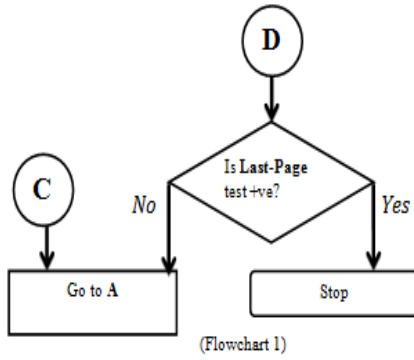 D
Is Last-Page
test+ve?
C
No
Yes
Go to A
Stop
(Flowchart 1)